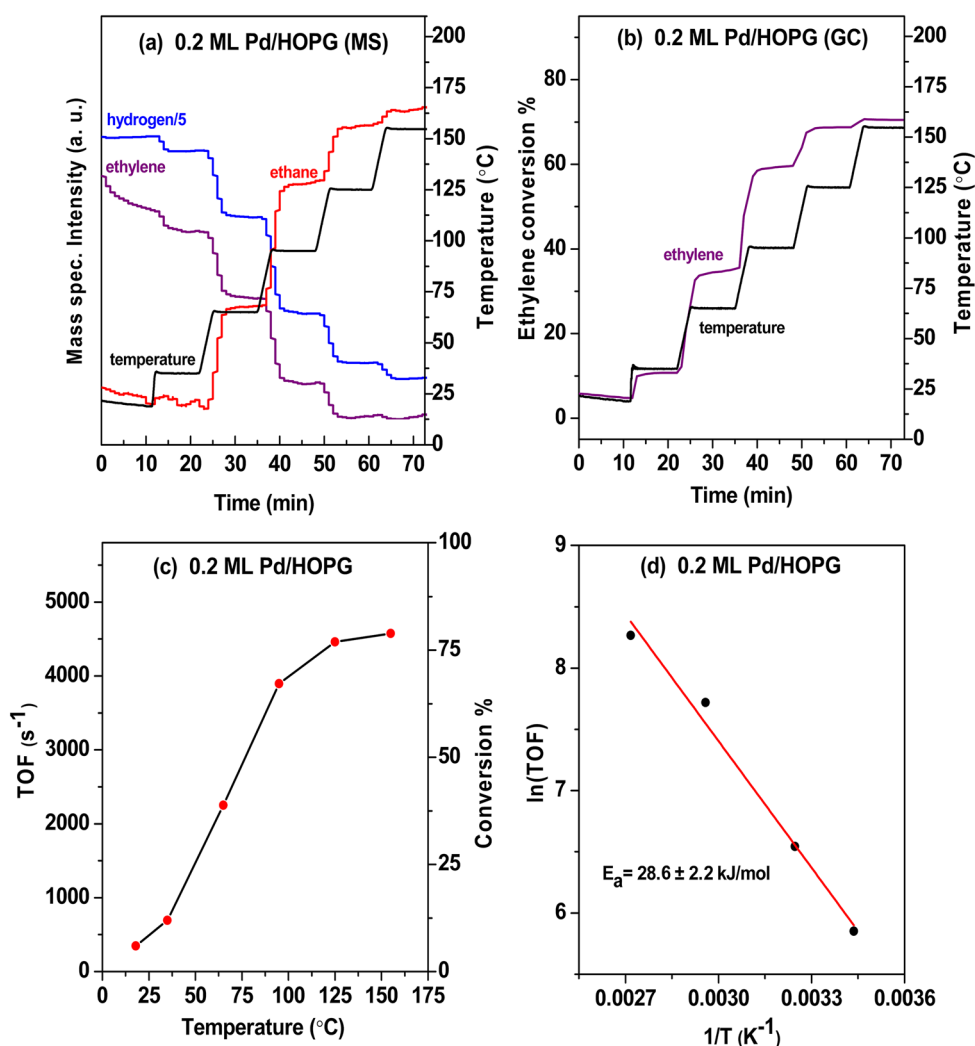 (a) 0.2 ML Pd/HOPG (MS)
Mass spec. Intensity (a. u.)
hydrogen/5
ethylene
ethane
temperature
200
175
150
125
100
75
50
25
0
Temperature (°C)
0 10 20 30 40 50 60 70
Time (min)
(b) 0.2 ML Pd/HOPG (GC)
Ethylene conversion %
80
60
40
20
0
ethylene
temperature
200
175
150
125
100
75
50
25
0
Temperature (°C)
0 10 20 30 40 50 60 70
Time (min)
(c) 0.2 ML Pd/HOPG
TOF (s⁻¹)
5000
4000
3000
2000
1000
0
100
75
50
25
0
Conversion %
0 25 50 75 100 125 150 175
Temperature (°C)
(d) 0.2 ML Pd/HOPG
ln(TOF)
9
8
7
6
Eₐ= 28.6 ± 2.2 kJ/mol
0.0027 0.0030 0.0033 0.0036
1/T (K⁻¹)